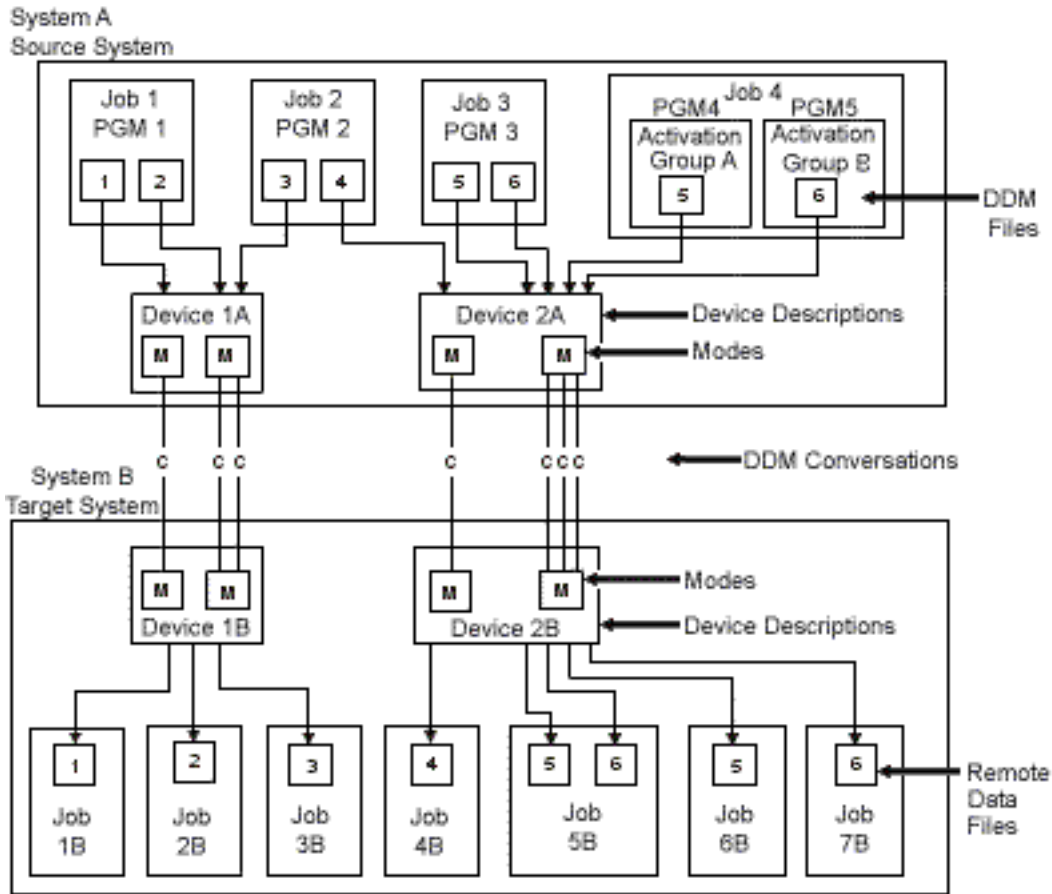 System A
Source System
Job 1
PGM 1
1 2
Job 2
PGM 2
3 4
Job 3
PGM 3
5 6
Job 4
PGM4 PGM5
Activation
Group A
5
Activation
Group B
6
DDM
Files
Device 1A
M M
Device 2A
M M
Device Descriptions
Modes
C C C C C C C
DDM Conversations
System B
Target System
M M
Device 1B
M M
Device 2B
Modes
Device Descriptions
1
Job
1B
2
Job
2B
3
Job
3B
4
Job
4B
5 6
Job
5B
5
Job
6B
6
Job
7B
Remote
Data
Files